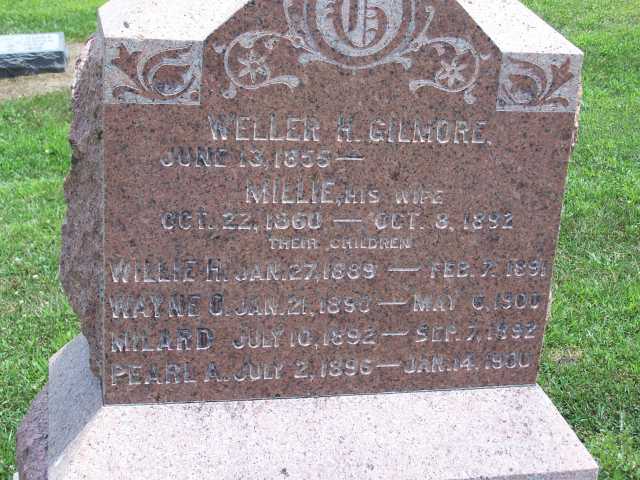 G
WELLER H. GILMORE.
JUNE 13, 1855 —
MILLIE, HIS WIFE
OCT. 22, 1860 — OCT. 8, 1892
THEIR CHILDREN
WILLIE H. JAN. 27, 1889 — FEB. 7, 1891
WAYNE O. JAN. 21, 1890 — MAY 6, 1900
MILARD JULY 10, 1892 — SEP. 7, 1892
PEARL A. JULY 2, 1896 — JAN. 14, 1900